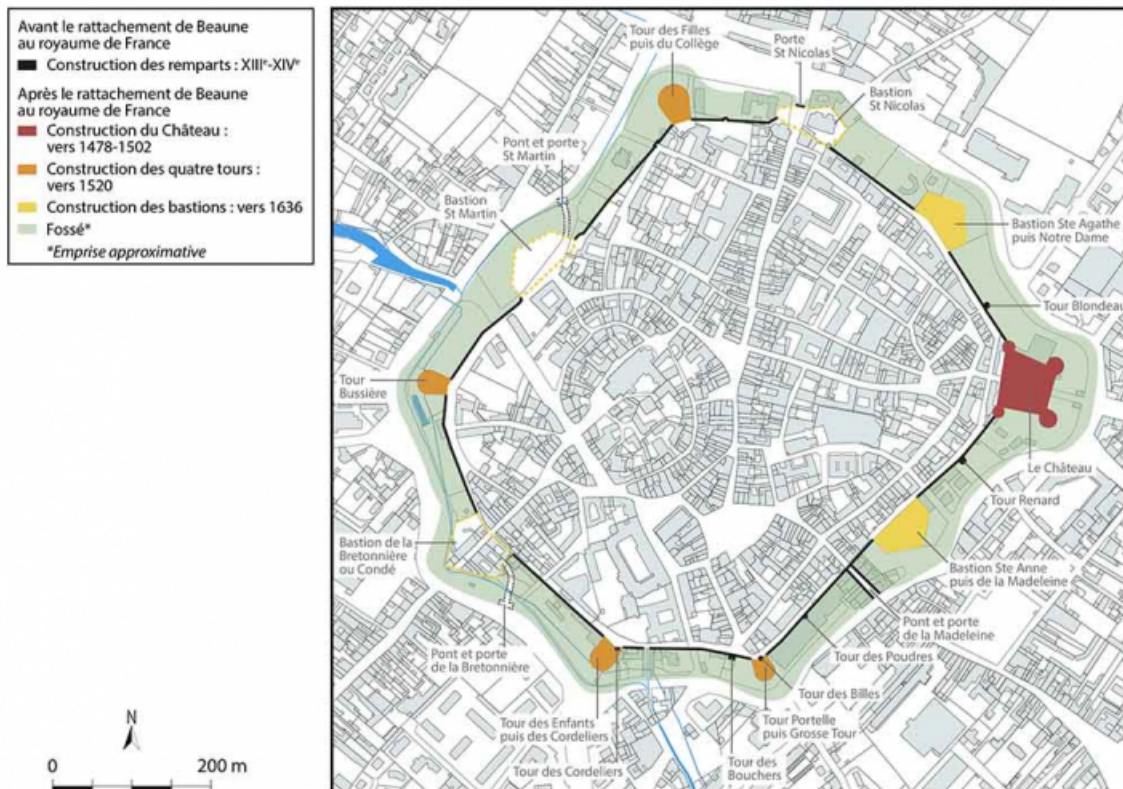 Avant le rattachement de Beaune
au royaume de France
Construction des remparts : XIIIᵉ-XIVᵉ
Après le rattachement de Beaune
au royaume de France
Construction du Château :
vers 1478-1502
Construction des quatre tours :
vers 1520
Construction des bastions : vers 1636
Fossé*
*Emprise approximative
N
0
200 m
Tour des Filles
puis du Collège
Porte
St Nicolas
Bastion
St Nicolas
Pont et porte
St Martin
Bastion
St Martin
Bastion Ste Agathe
puis Notre Dame
Tour Blondeau
Tour
Bussière
Le Château
Tour Renard
Bastion de la
Bretonnière
ou Condé
Bastion Ste Anne
puis de la Madeleine
Pont et porte
de la Madeleine
Pont et porte
de la Bretonnière
Tour des Poudres
Tour des Billes
Tour des Enfants
puis des Cordeliers
Tour Portelle
puis Grosse Tour
Tour des Cordeliers
Tour des
Bouchers